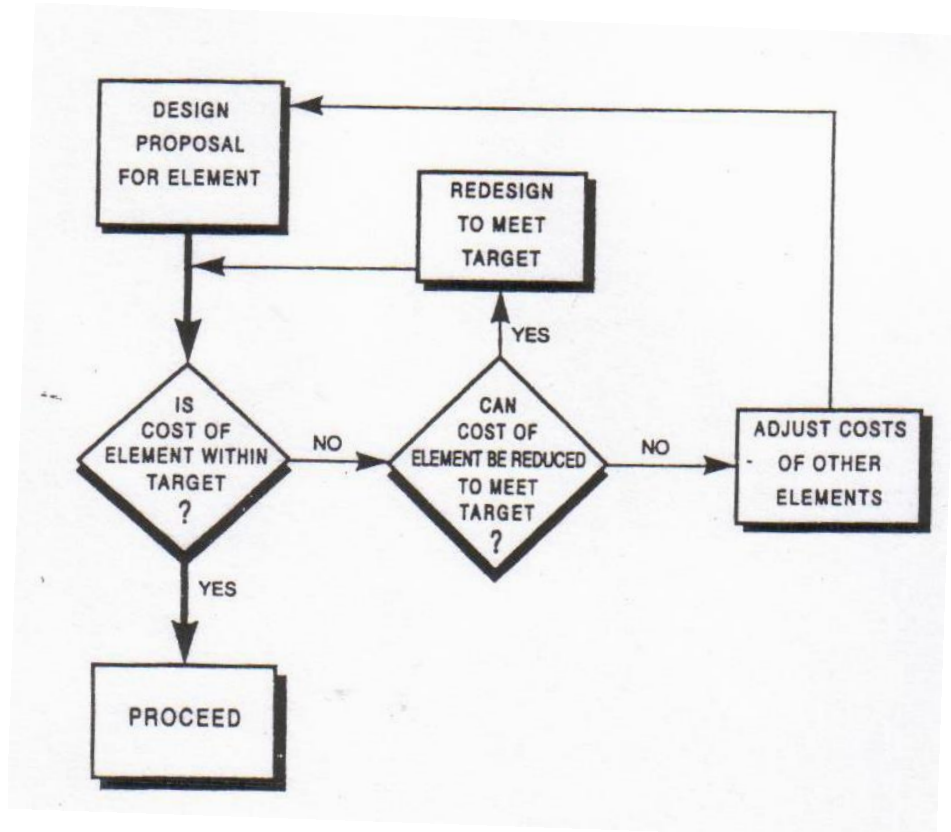 DESIGN
PROPOSAL
FOR ELEMENT
REDESIGN
TO MEET
TARGET
YES
IS
COST OF
ELEMENT WITHIN
TARGET
?
NO
CAN
COST OF
ELEMENT BE REDUCED
TO MEET
TARGET
?
NO
ADJUST COSTS
OF OTHER
ELEMENTS
YES
PROCEED